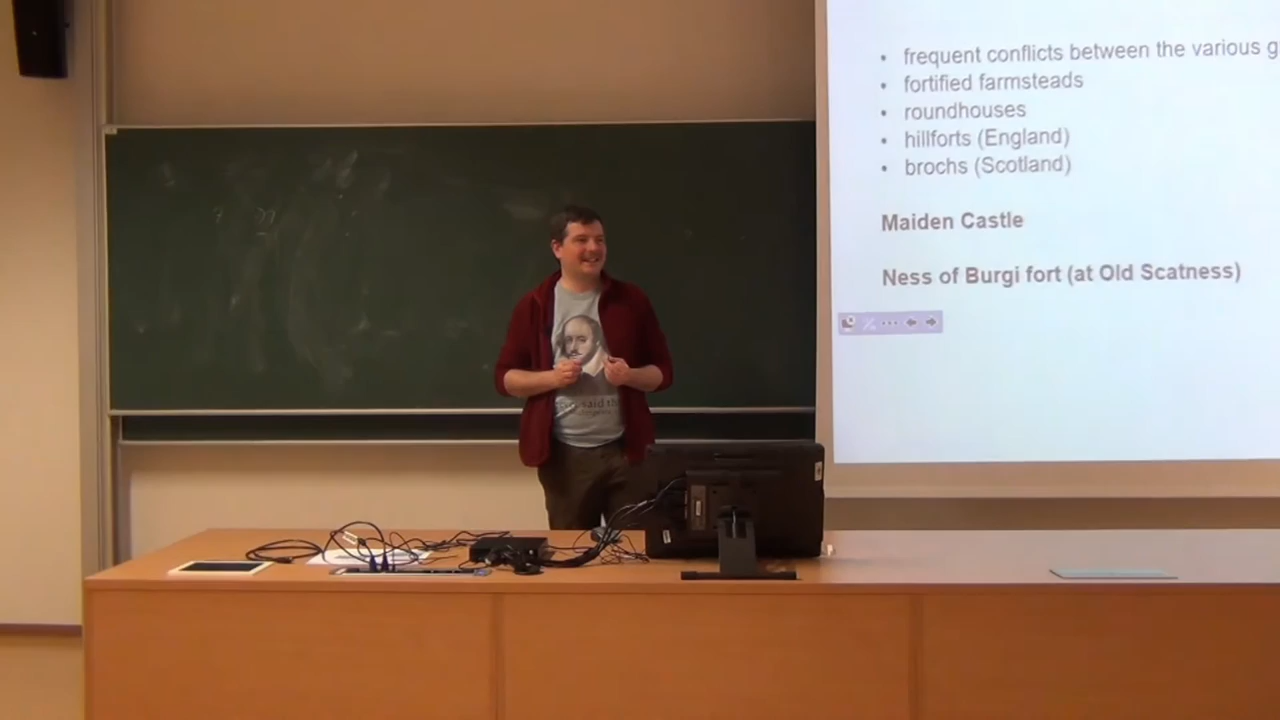 • frequent conflicts between the various g
• fortified farmsteads
• roundhouses
• hillforts (England)
• brochs (Scotland)
Maiden Castle
Ness of Burgi fort (at Old Scatness)
said